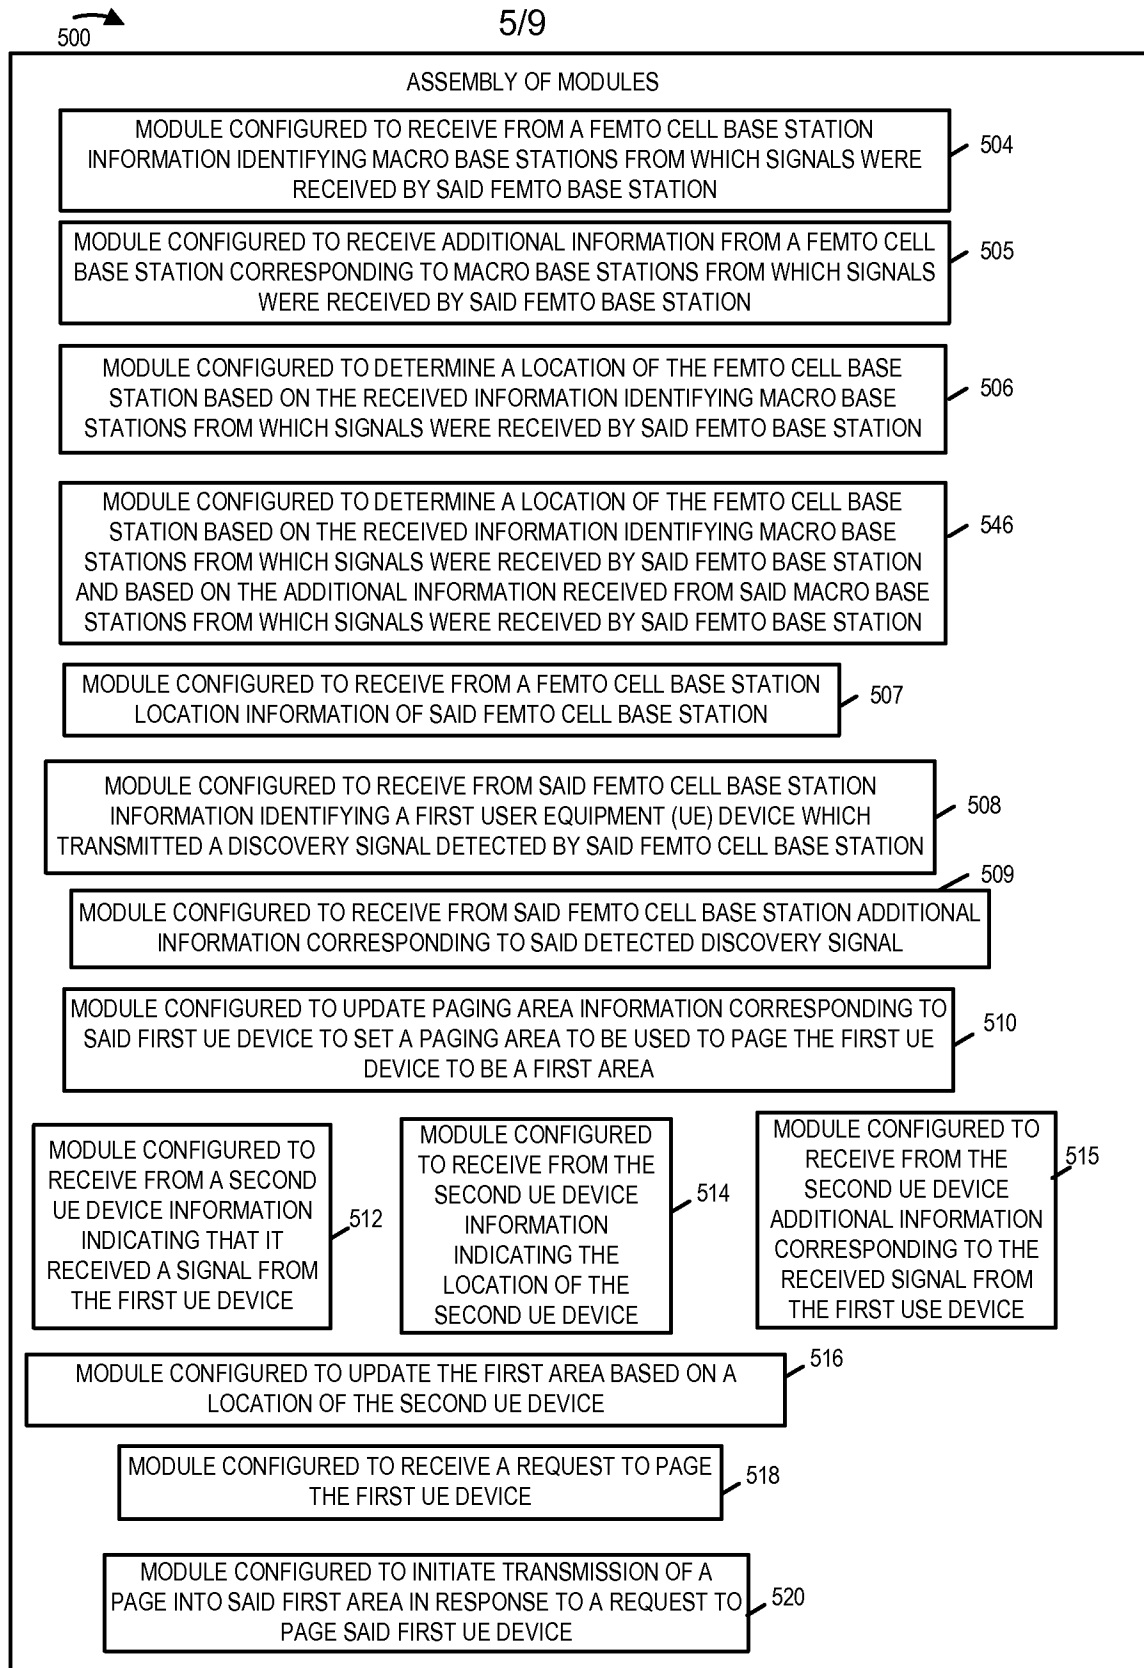 500
5/9
ASSEMBLY OF MODULES
MODULE CONFIGURED TO RECEIVE FROM A FEMTO CELL BASE STATION
INFORMATION IDENTIFYING MACRO BASE STATIONS FROM WHICH SIGNALS WERE
RECEIVED BY SAID FEMTO BASE STATION
504
MODULE CONFIGURED TO RECEIVE ADDITIONAL INFORMATION FROM A FEMTO CELL
BASE STATION CORRESPONDING TO MACRO BASE STATIONS FROM WHICH SIGNALS
WERE RECEIVED BY SAID FEMTO BASE STATION
505
MODULE CONFIGURED TO DETERMINE A LOCATION OF THE FEMTO CELL BASE
STATION BASED ON THE RECEIVED INFORMATION IDENTIFYING MACRO BASE
STATIONS FROM WHICH SIGNALS WERE RECEIVED BY SAID FEMTO BASE STATION
506
MODULE CONFIGURED TO DETERMINE A LOCATION OF THE FEMTO CELL BASE
STATION BASED ON THE RECEIVED INFORMATION IDENTIFYING MACRO BASE
STATIONS FROM WHICH SIGNALS WERE RECEIVED BY SAID FEMTO BASE STATION
AND BASED ON THE ADDITIONAL INFORMATION RECEIVED FROM SAID MACRO BASE
STATIONS FROM WHICH SIGNALS WERE RECEIVED BY SAID FEMTO BASE STATION
546
MODULE CONFIGURED TO RECEIVE FROM A FEMTO CELL BASE STATION
LOCATION INFORMATION OF SAID FEMTO CELL BASE STATION
507
MODULE CONFIGURED TO RECEIVE FROM SAID FEMTO CELL BASE STATION
INFORMATION IDENTIFYING A FIRST USER EQUIPMENT (UE) DEVICE WHICH
TRANSMITTED A DISCOVERY SIGNAL DETECTED BY SAID FEMTO CELL BASE STATION
508
509
MODULE CONFIGURED TO RECEIVE FROM SAID FEMTO CELL BASE STATION ADDITIONAL
INFORMATION CORRESPONDING TO SAID DETECTED DISCOVERY SIGNAL
MODULE CONFIGURED TO UPDATE PAGING AREA INFORMATION CORRESPONDING TO
SAID FIRST UE DEVICE TO SET A PAGING AREA TO BE USED TO PAGE THE FIRST UE
DEVICE TO BE A FIRST AREA
510
MODULE CONFIGURED TO
RECEIVE FROM A SECOND
UE DEVICE INFORMATION
INDICATING THAT IT
RECEIVED A SIGNAL FROM
THE FIRST UE DEVICE
512
MODULE CONFIGURED
TO RECEIVE FROM THE
SECOND UE DEVICE
INFORMATION
INDICATING THE
LOCATION OF THE
SECOND UE DEVICE
514
MODULE CONFIGURED TO
RECEIVE FROM THE
SECOND UE DEVICE
ADDITIONAL INFORMATION
CORRESPONDING TO THE
RECEIVED SIGNAL FROM
THE FIRST USE DEVICE
515
MODULE CONFIGURED TO UPDATE THE FIRST AREA BASED ON A
LOCATION OF THE SECOND UE DEVICE
516
MODULE CONFIGURED TO RECEIVE A REQUEST TO PAGE
THE FIRST UE DEVICE
518
MODULE CONFIGURED TO INITIATE TRANSMISSION OF A
PAGE INTO SAID FIRST AREA IN RESPONSE TO A REQUEST TO
PAGE SAID FIRST UE DEVICE
520